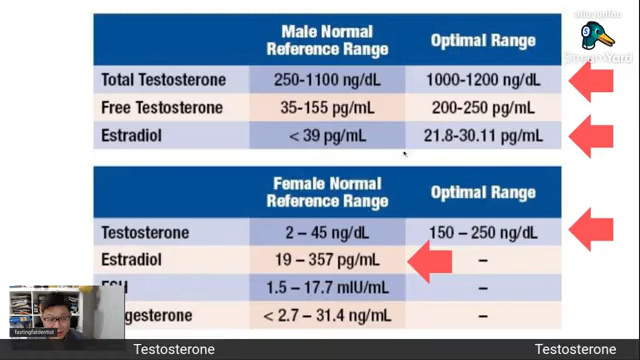 Male Normal
Reference Range
Optimal Range
Total Testosterone 250-1100 ng/dL 1000-1200 ng/dL
Free Testosterone 35-155 pg/mL 200-250 pg/mL
Estradiol < 39 pg/mL 21.8-30.11 pg/mL
Female Normal
Reference Range
Optimal Range
Testosterone 2 – 45 ng/dL 150 – 250 ng/dL
Estradiol 19 – 357 pg/mL –
FSH 1.5 – 17.7 mIU/mL –
gesterone < 2.7 – 31.4 ng/mL –
StreamYard
fastingfatdentist
Testosterone
Testosterone